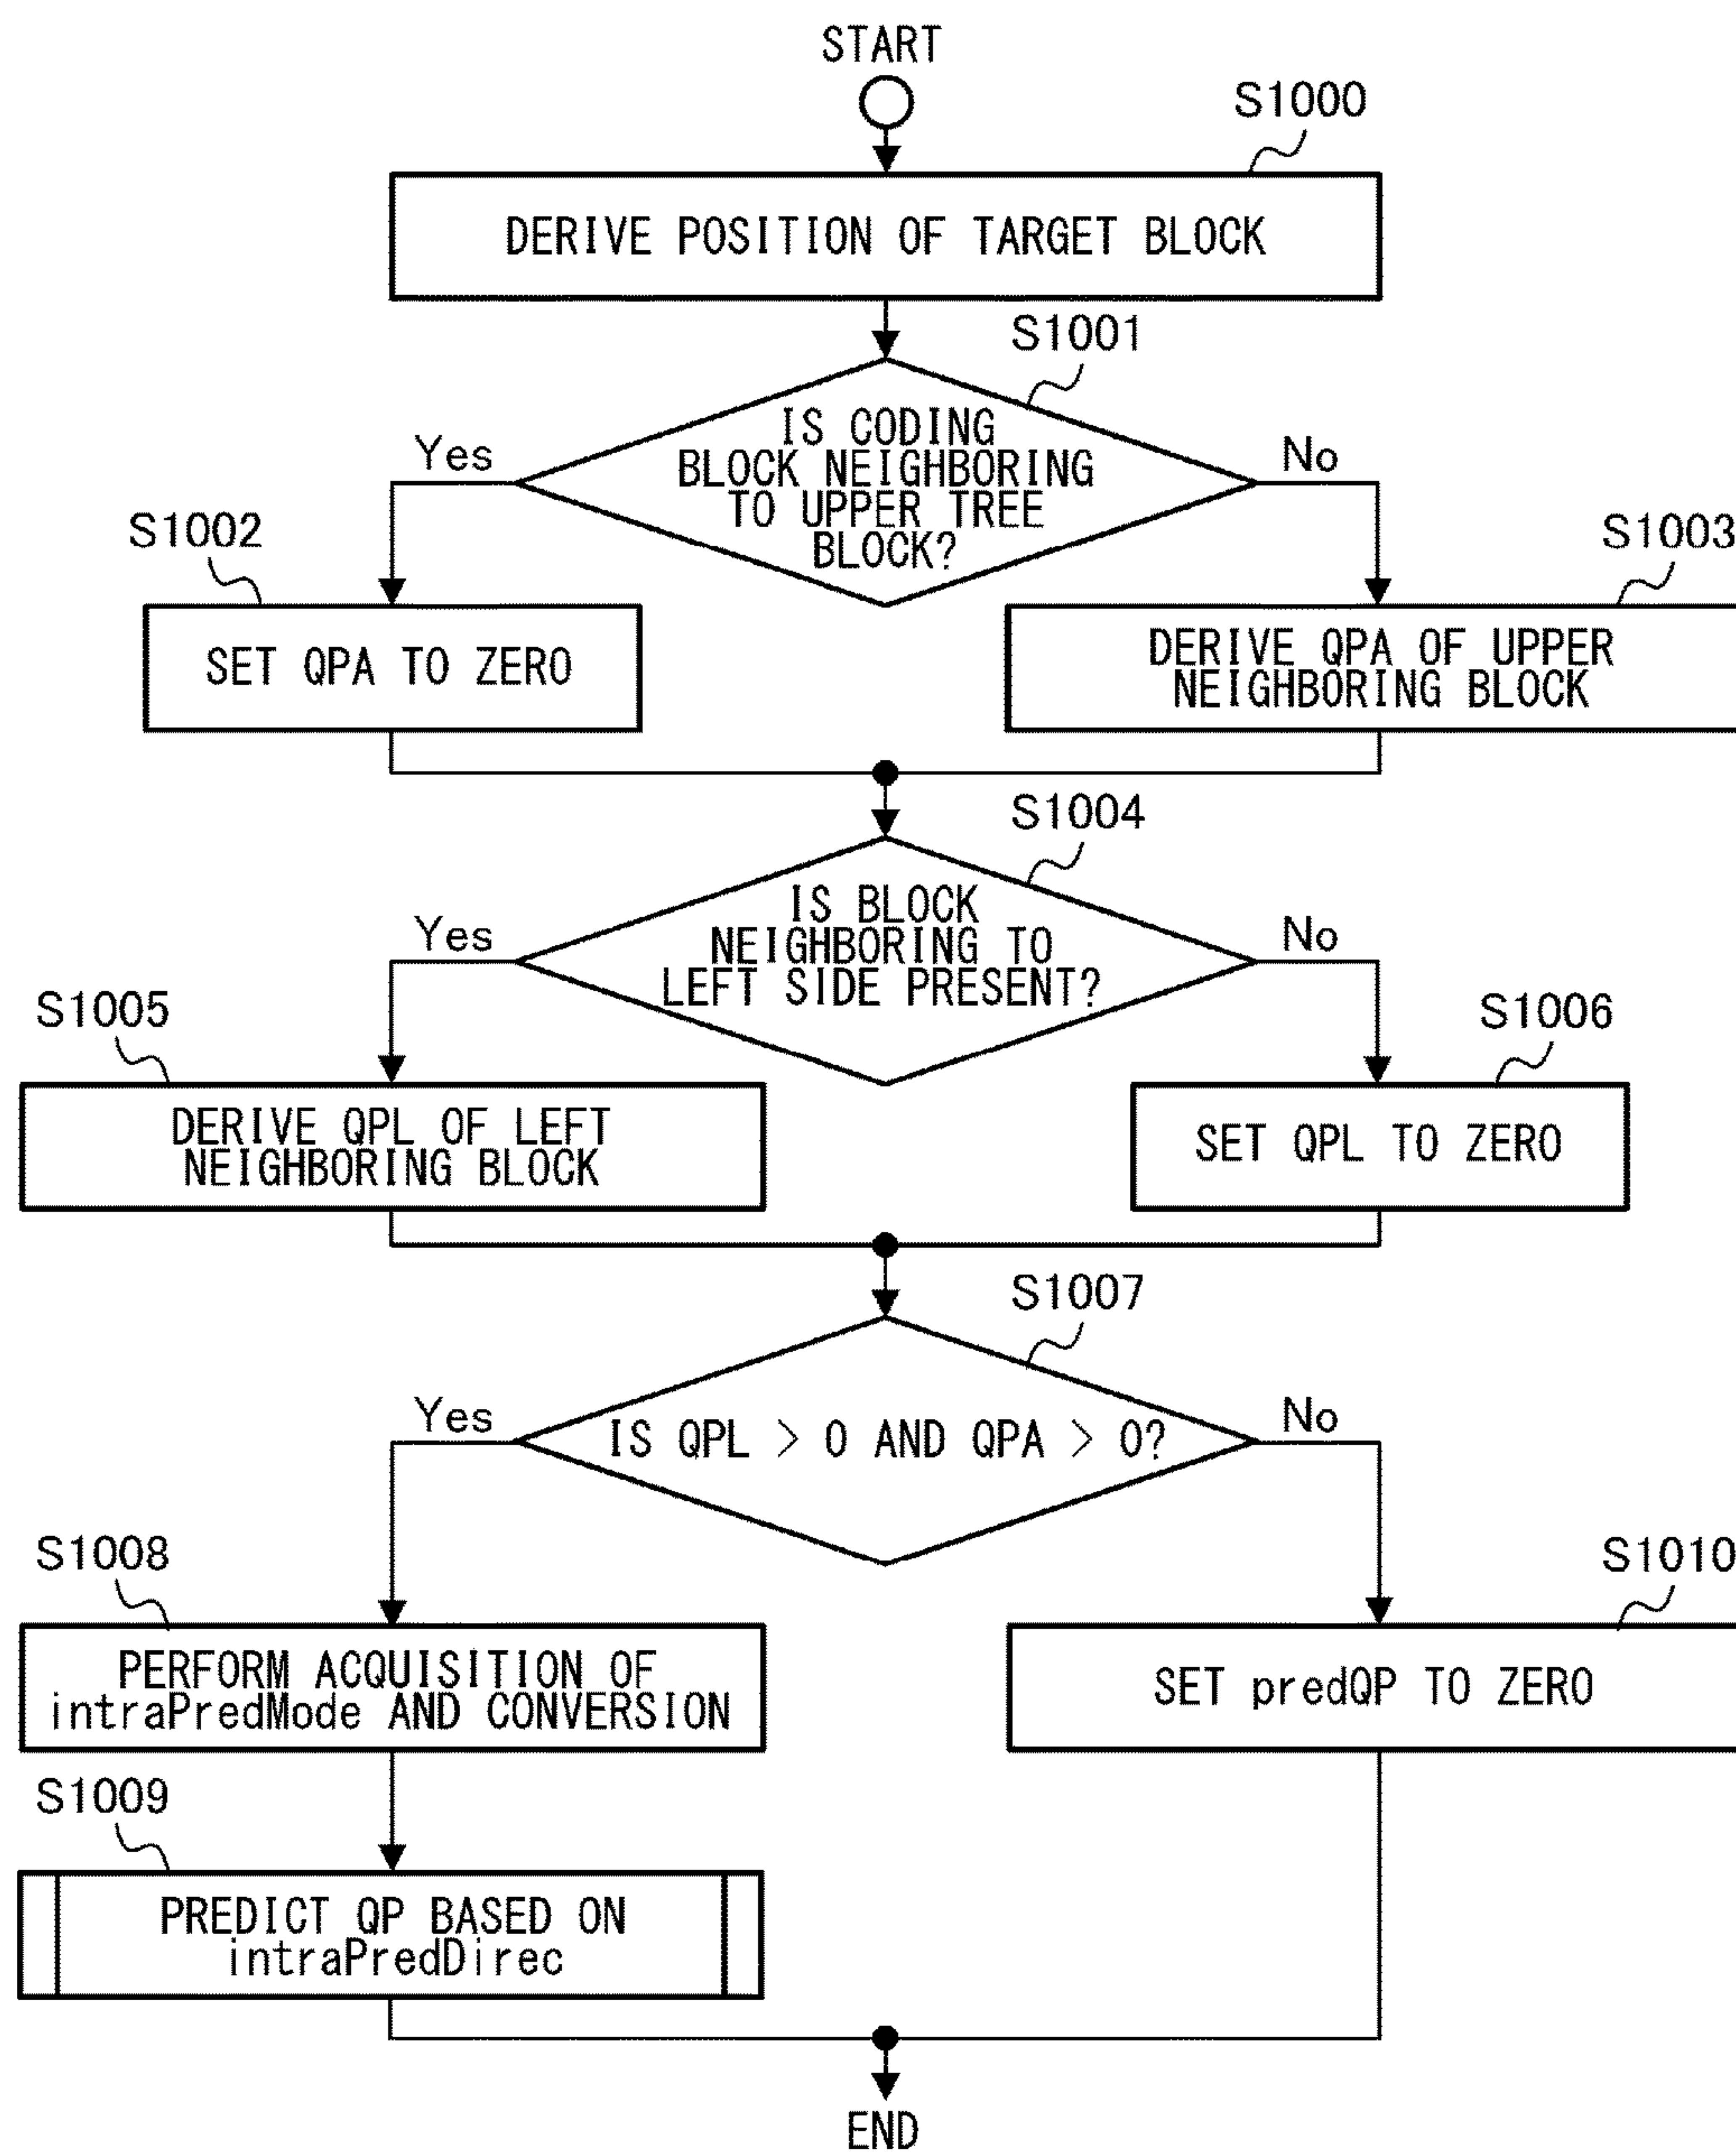 START
S1000
DERIVE POSITION OF TARGET BLOCK
S1001
IS CODING
BLOCK NEIGHBORING
TO UPPER TREE
BLOCK?
Yes
No
S1002
S1003
SET QPA TO ZERO
DERIVE QPA OF UPPER
NEIGHBORING BLOCK
S1004
IS BLOCK
NEIGHBORING TO
LEFT SIDE PRESENT?
Yes
No
S1005
S1006
DERIVE QPL OF LEFT
NEIGHBORING BLOCK
SET QPL TO ZERO
S1007
IS QPL > 0 AND QPA > 0?
Yes
No
S1008
S1010
PERFORM ACQUISITION OF
intraPredMode AND CONVERSION
SET predQP TO ZERO
S1009
PREDICT QP BASED ON
intraPredDirec
END